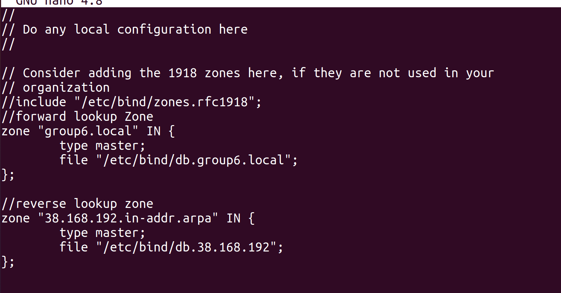 GNU nano 4.8
//
// Do any local configuration here
//

// Consider adding the 1918 zones here, if they are not used in your
// organization
//include "/etc/bind/zones.rfc1918";
//forward lookup Zone
zone "group6.local" IN {
        type master;
        file "/etc/bind/db.group6.local";
};

//reverse lookup zone
zone "38.168.192.in-addr.arpa" IN {
        type master;
        file "/etc/bind/db.38.168.192";
};